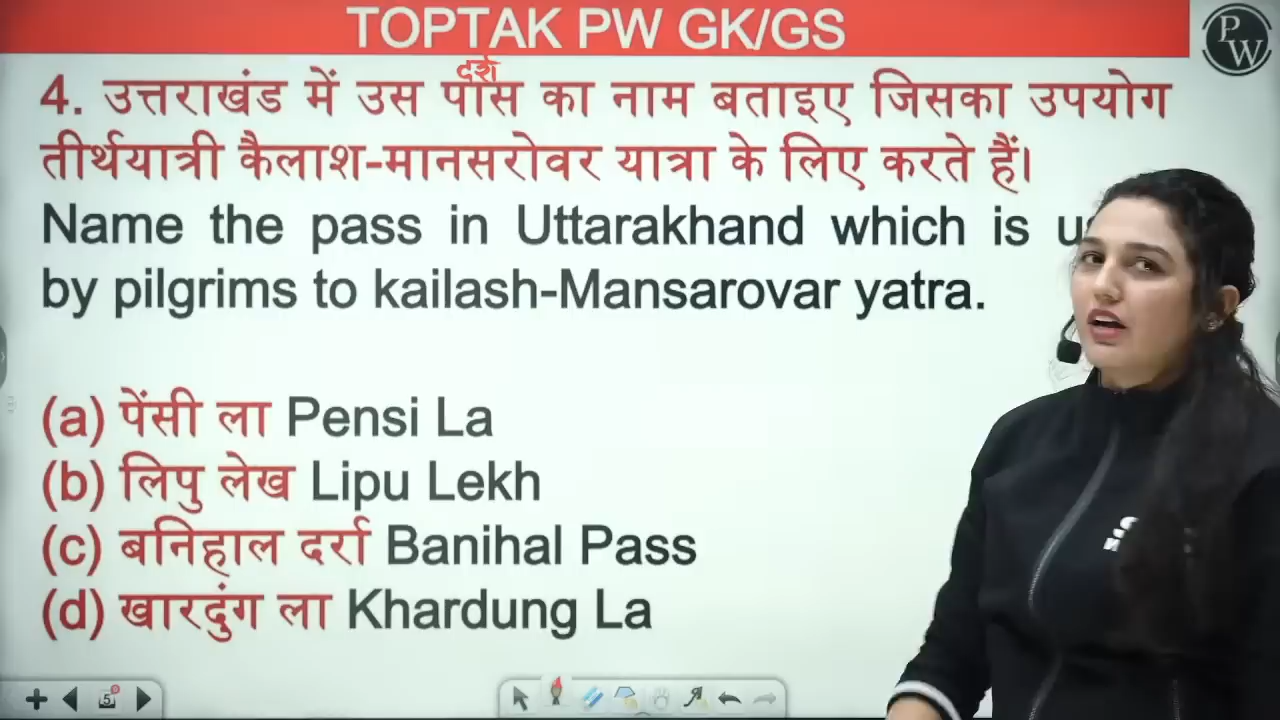 TOPTAK PW GK/GS
PW
दर्रा
4. उत्तराखंड में उस पास का नाम बताइए जिसका उपयोग
तीर्थयात्री कैलाश-मानसरोवर यात्रा के लिए करते हैं।
Name the pass in Uttarakhand which is
by pilgrims to kailash-Mansarovar yatra.
(a) पेंसी ला Pensi La
(b) लिपु लेख Lipu Lekh
(c) बनिहाल दर्रा Banihal Pass
(d) खारदुंग ला Khardung La
5